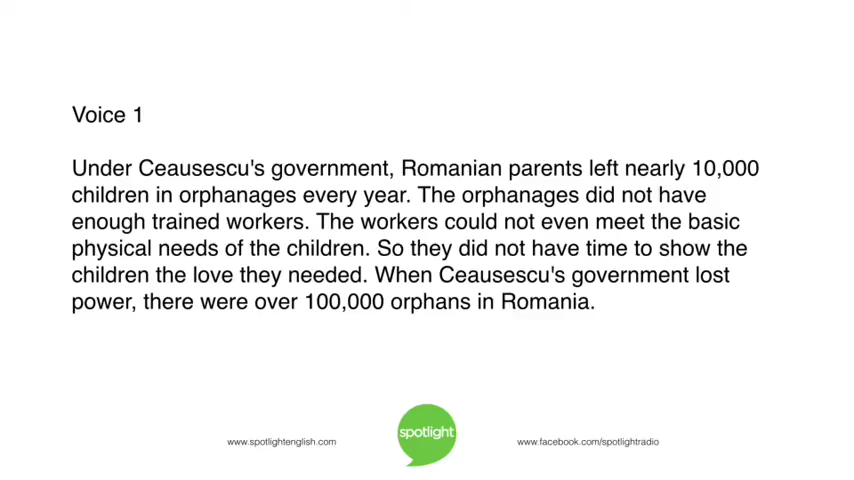 Voice 1
Under Ceausescu's government, Romanian parents left nearly 10,000
children in orphanages every year. The orphanages did not have
enough trained workers. The workers could not even meet the basic
physical needs of the children. So they did not have time to show the
children the love they needed. When Ceausescu's government lost
power, there were over 100,000 orphans in Romania.
www.spotlightenglish.com
spotlight
www.facebook.com/spotlightradio